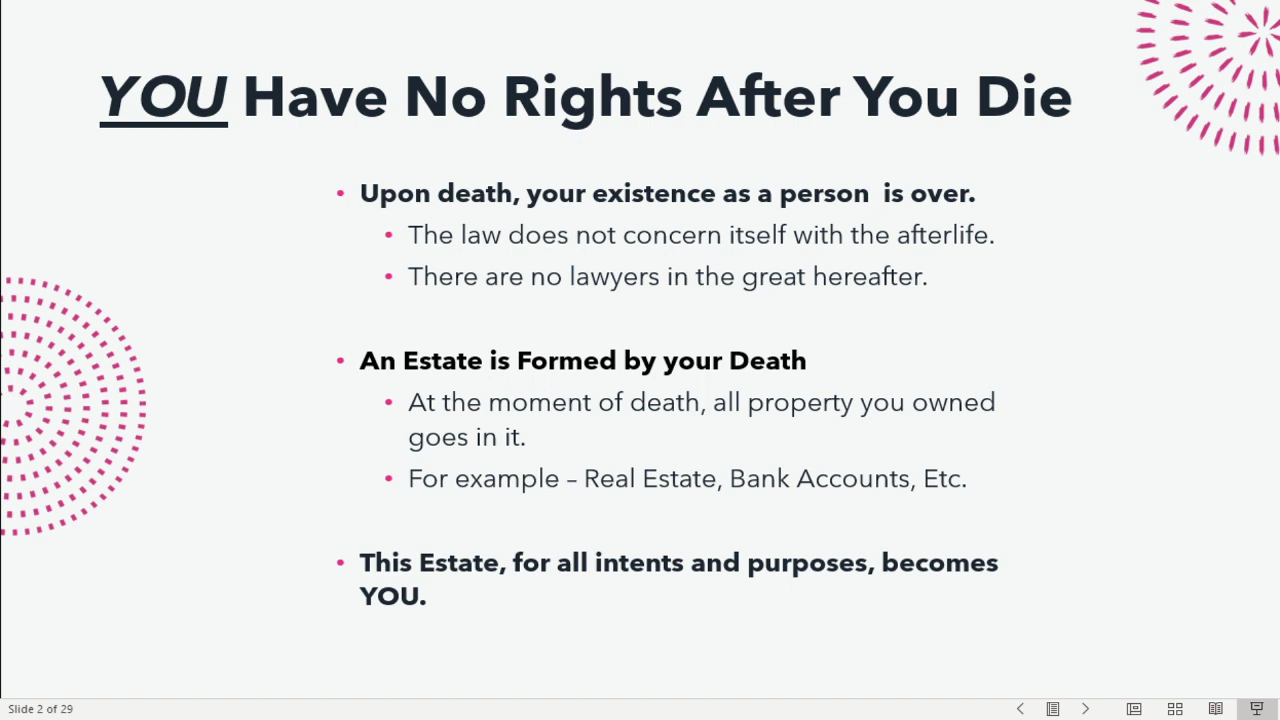 YOU Have No Rights After You Die
• Upon death, your existence as a person  is over.
• The law does not concern itself with the afterlife.
• There are no lawyers in the great hereafter.
• An Estate is Formed by your Death
• At the moment of death, all property you owned
goes in it.
• For example – Real Estate, Bank Accounts, Etc.
• This Estate, for all intents and purposes, becomes
YOU.
Slide 2 of 29